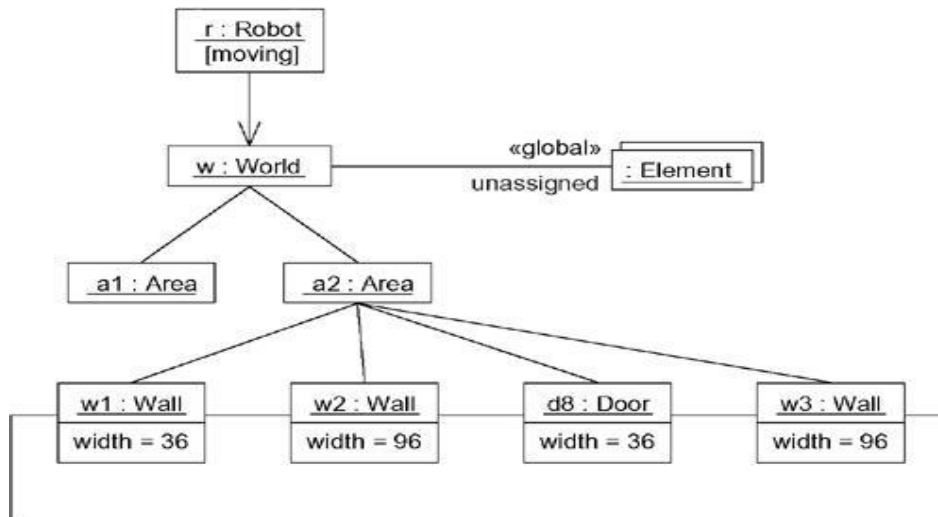 r : Robot
[moving]
«global»
w : World
: Element
unassigned
a1 : Area
a2 : Area
w1 : Wall
w2 : Wall
d8 : Door
w3 : Wall
width = 36
width = 96
width = 36
width = 96